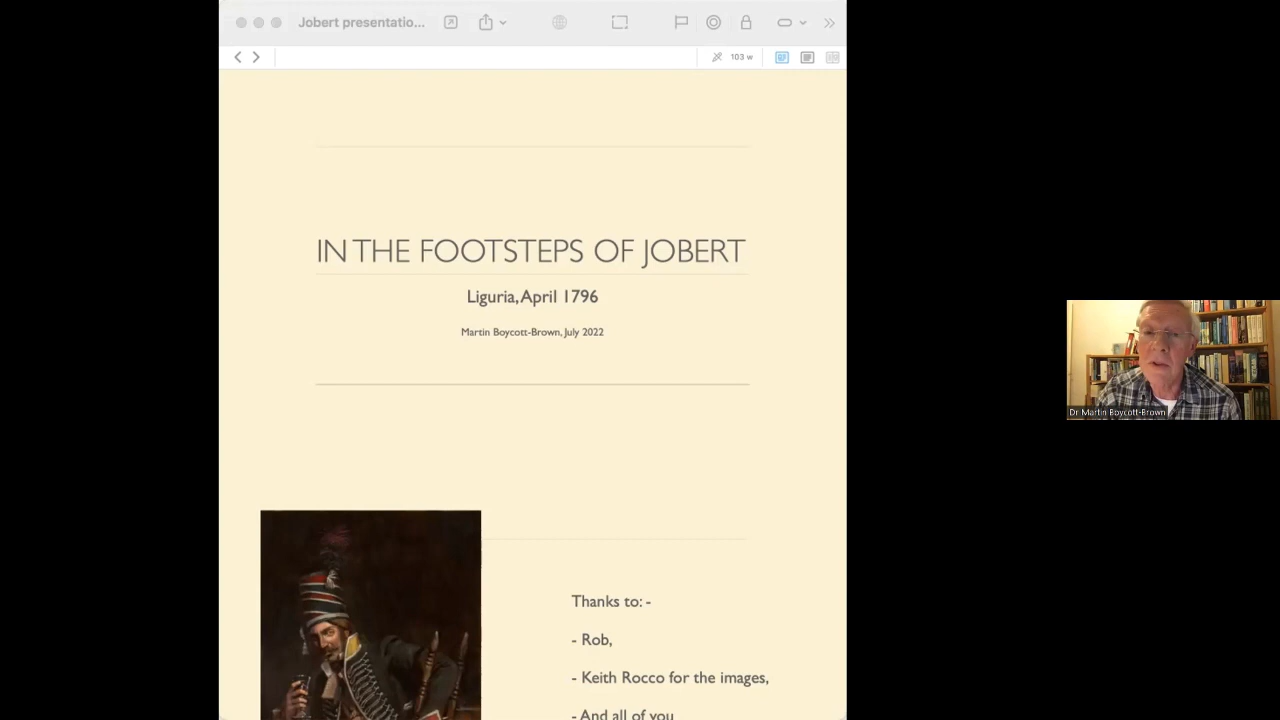 Jobert presentatio...
103 w
IN THE FOOTSTEPS OF JOBERT
Liguria, April 1796
Martin Boycott-Brown, July 2022
Thanks to: -
- Rob,
- Keith Rocco for the images,
- And all of you
Dr Martin Boycott-Brown